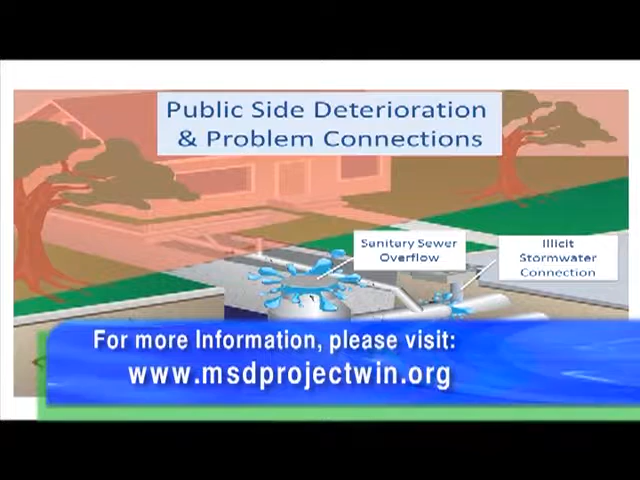 Public Side Deterioration
& Problem Connections
Sanitary Sewer
Overflow
Illicit
Stormwater
Connection
For more Information, please visit:
www.msdprojectwin.org